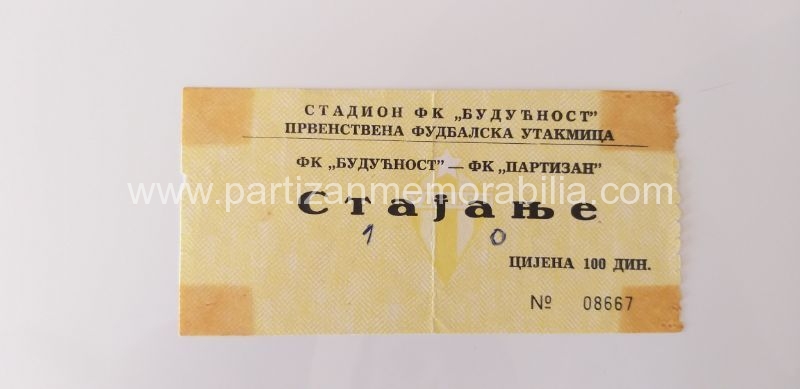 СТАДИОН ФК „БУДУЋНОСТ"
ПРВЕНСТВЕНА ФУДБАЛСКА УТАКМИЦА
ФК „БУДУЋНОСТ" — ФК „ПАРТИЗАН"
www.partizanmemorabilia.com
Стајање
1 0
ЦИЈЕНА 100 ДИН.
№ 08667